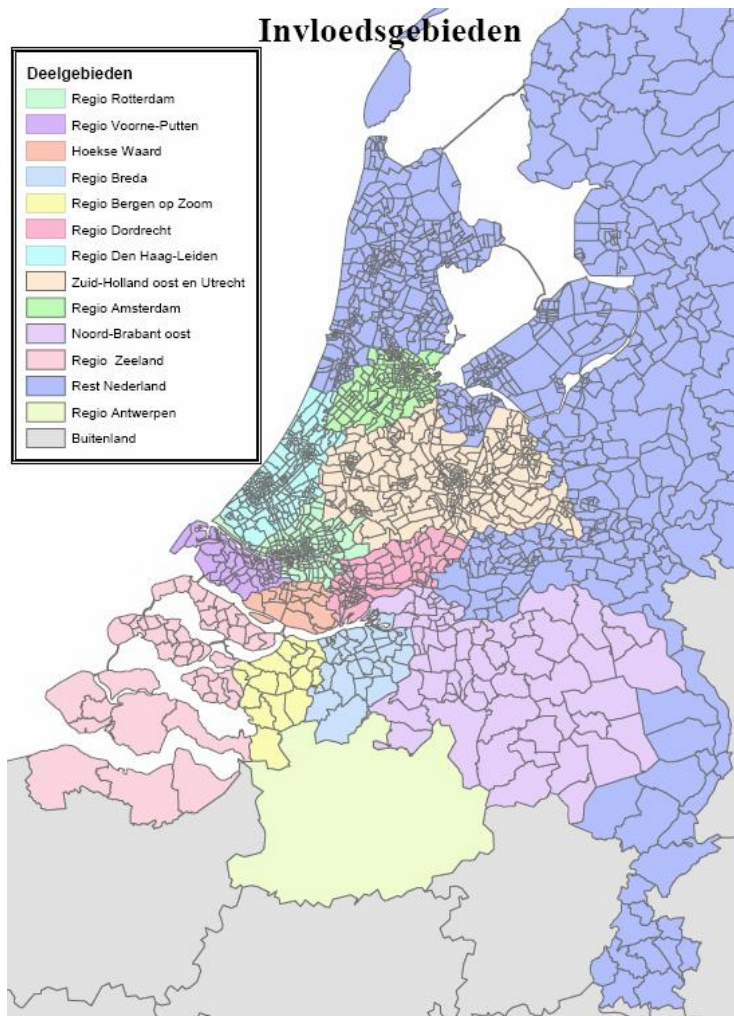 Invloedsgebieden
Deelgebieden
Regio Rotterdam
Regio Voorne-Putten
Hoekse Waard
Regio Breda
Regio Bergen op Zoom
Regio Dordrecht
Regio Den Haag-Leiden
Zuid-Holland oost en Utrecht
Regio Amsterdam
Noord-Brabant oost
Regio Zeeland
Rest Nederland
Regio Antwerpen
Buitenland